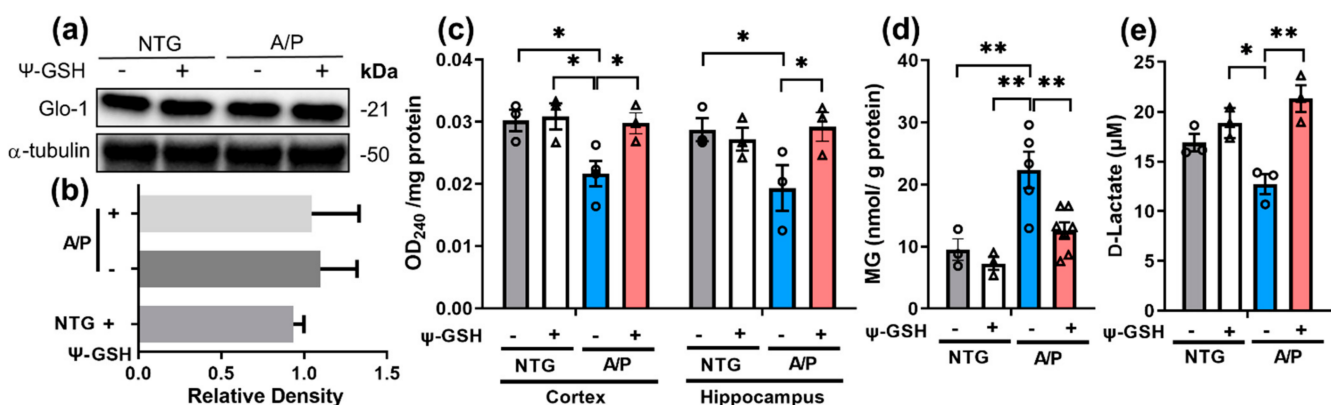 (a)
NTG A/P
Ψ-GSH - + - + kDa
Glo-1 -21
α-tubulin -50
(b)
A/P + -
NTG +
Ψ-GSH
0.0 0.5 1.0 1.5
Relative Density
(c)
* * * * *
OD240 /mg protein
0.04
0.03
0.02
0.01
0.00
Ψ-GSH - + - + - + - +
NTG A/P NTG A/P
Cortex Hippocampus
(d)
** ** **
MG (nmol/ g protein)
40
30
20
10
0
Ψ-GSH - + - +
NTG A/P
(e)
* **
D-Lactate (μM)
25
20
15
10
5
0
Ψ-GSH - + - +
NTG A/P